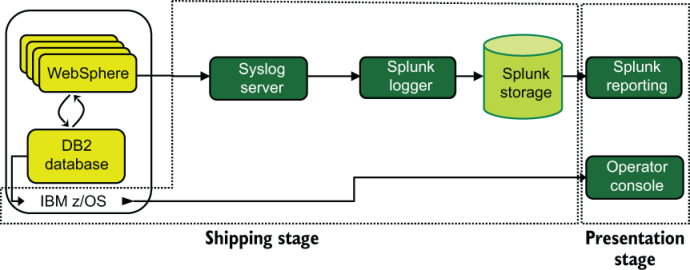 WebSphere
DB2
database
IBM z/OS
Syslog
server
Splunk
logger
Splunk
storage
Splunk
reporting
Operator
console
Shipping stage
Presentation
stage